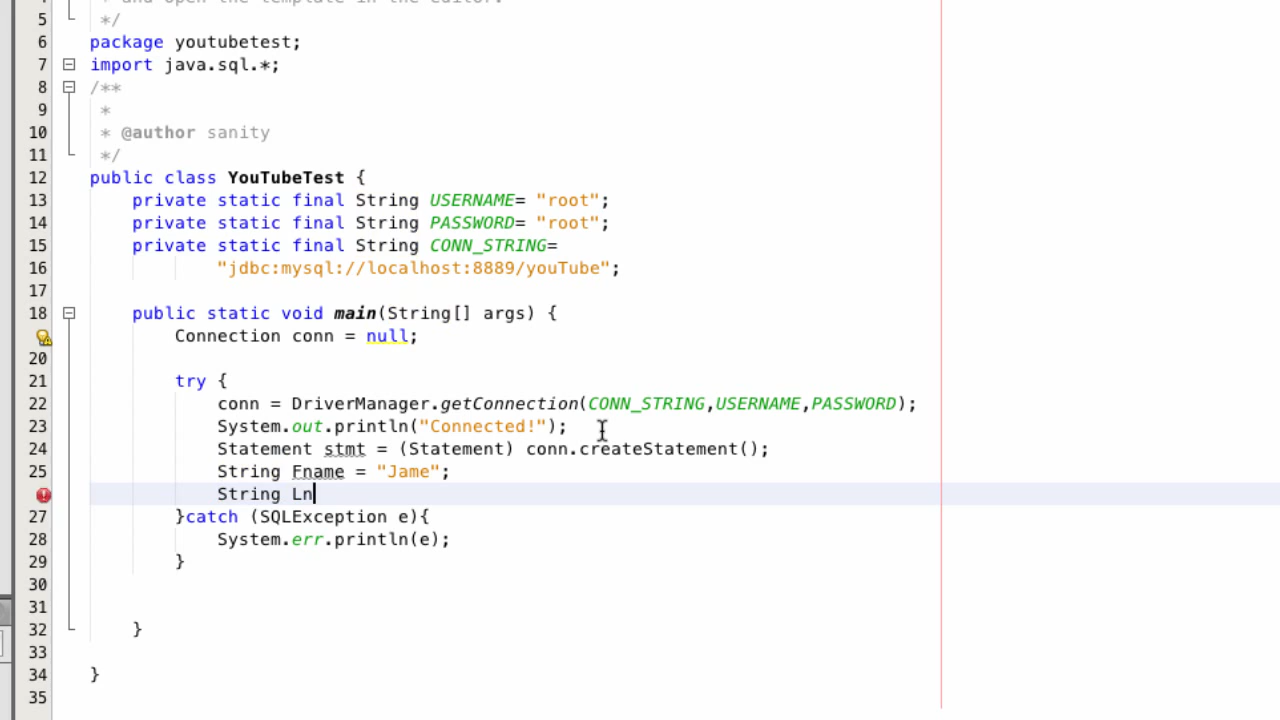 5 */
6 package youtubetest;
7 import java.sql.*;
8 /**
9 *
10 * @author sanity
11 */
12 public class YouTubeTest {
13 private static final String USERNAME= "root";
14 private static final String PASSWORD= "root";
15 private static final String CONN_STRING=
16 "jdbc:mysql://localhost:8889/youTube";
17
18 public static void main(String[] args) {
Connection conn = null;
20
21 try {
22 conn = DriverManager.getConnection(CONN_STRING,USERNAME,PASSWORD);
23 System.out.println("Connected!");
24 Statement stmt = (Statement) conn.createStatement();
25 String Fname = "Jame";
String Ln
27 }catch (SQLException e){
28 System.err.println(e);
29 }
30
31
32 }
33
34 }
35